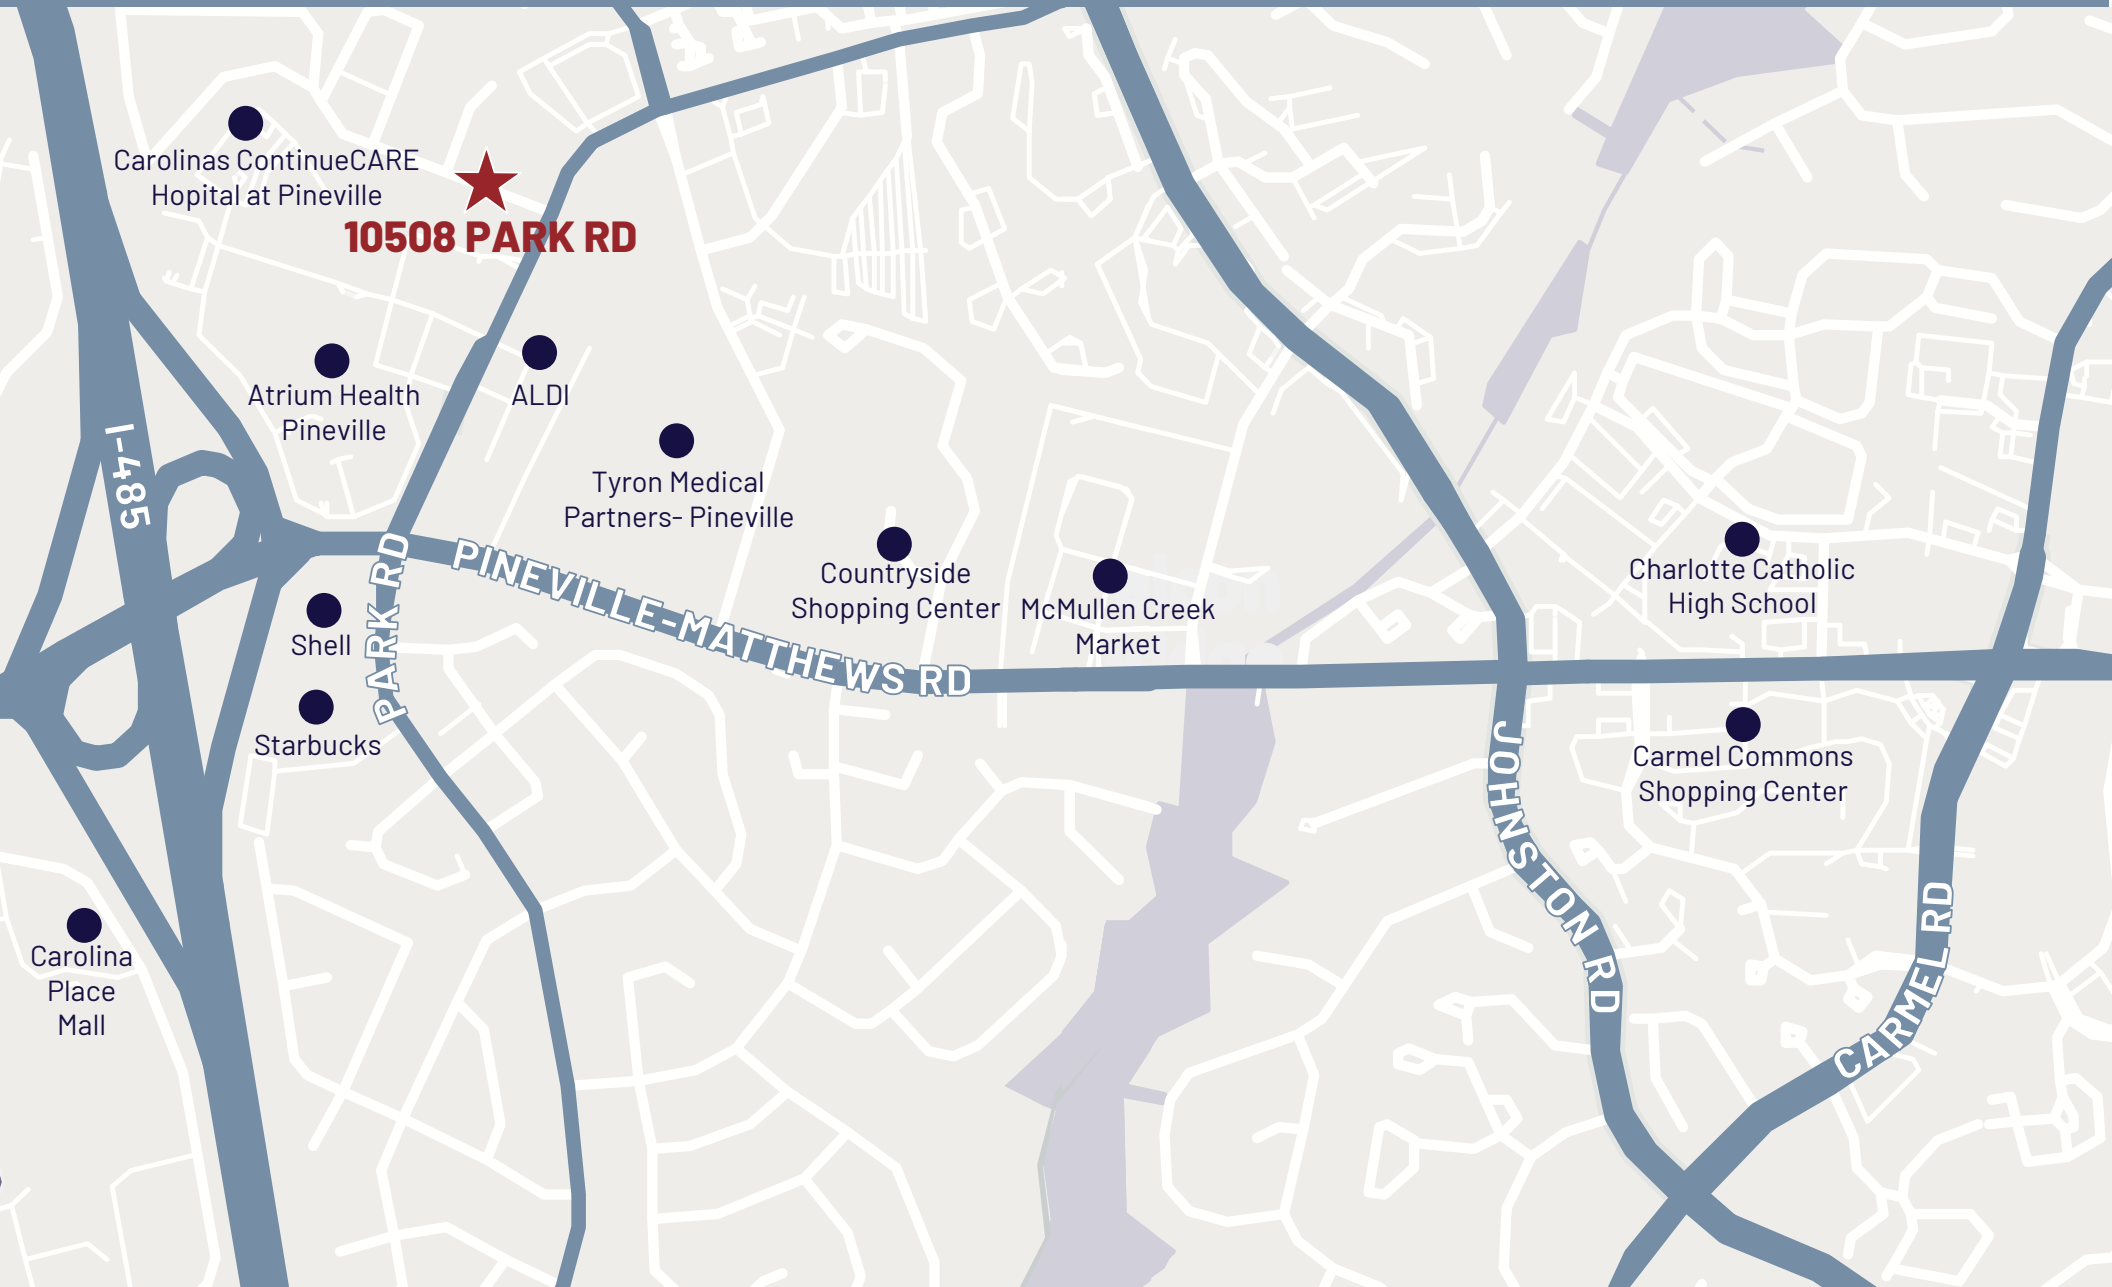 Carolinas ContinueCARE
Hopital at Pineville
10508 PARK RD
Atrium Health
Pineville
ALDI
I-485
Tyron Medical
Partners- Pineville
PARK RD
PINEVILLE-MATTHEWS RD
Countryside
Shopping Center
McMullen Creek
Market
Charlotte Catholic
High School
Shell
Starbucks
JOHNSTON RD
Carmel Commons
Shopping Center
CARMEL RD
Carolina
Place
Mall